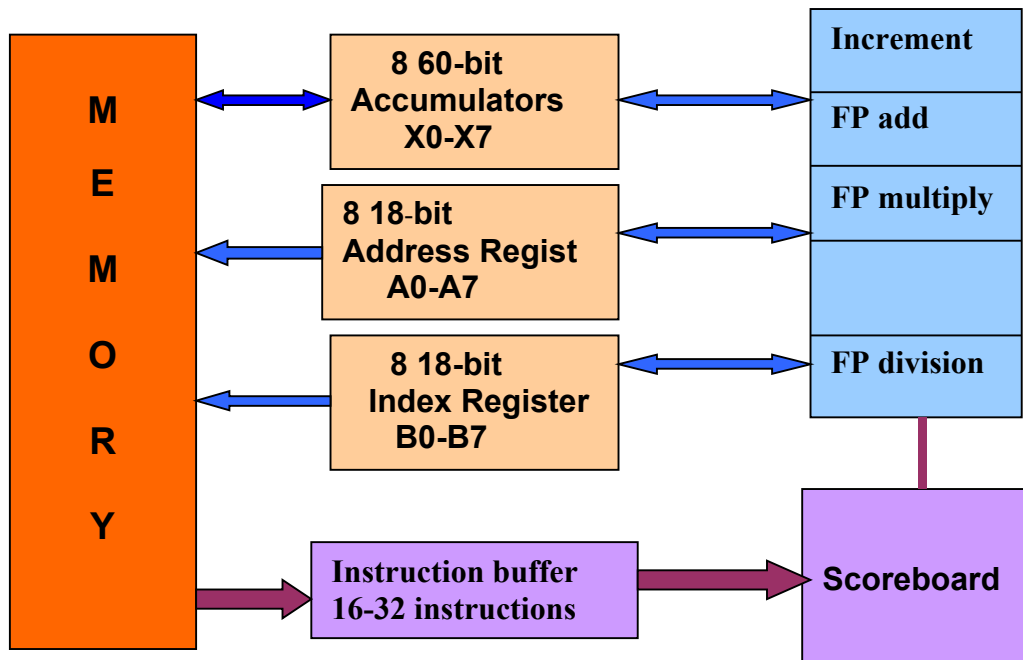 M
E
M
O
R
Y
8 60-bit
Accumulators
X0-X7
8 18-bit
Address Regist
A0-A7
8 18-bit
Index Register
B0-B7
Increment
FP add
FP multiply
FP division
Instruction buffer
16-32 instructions
Scoreboard